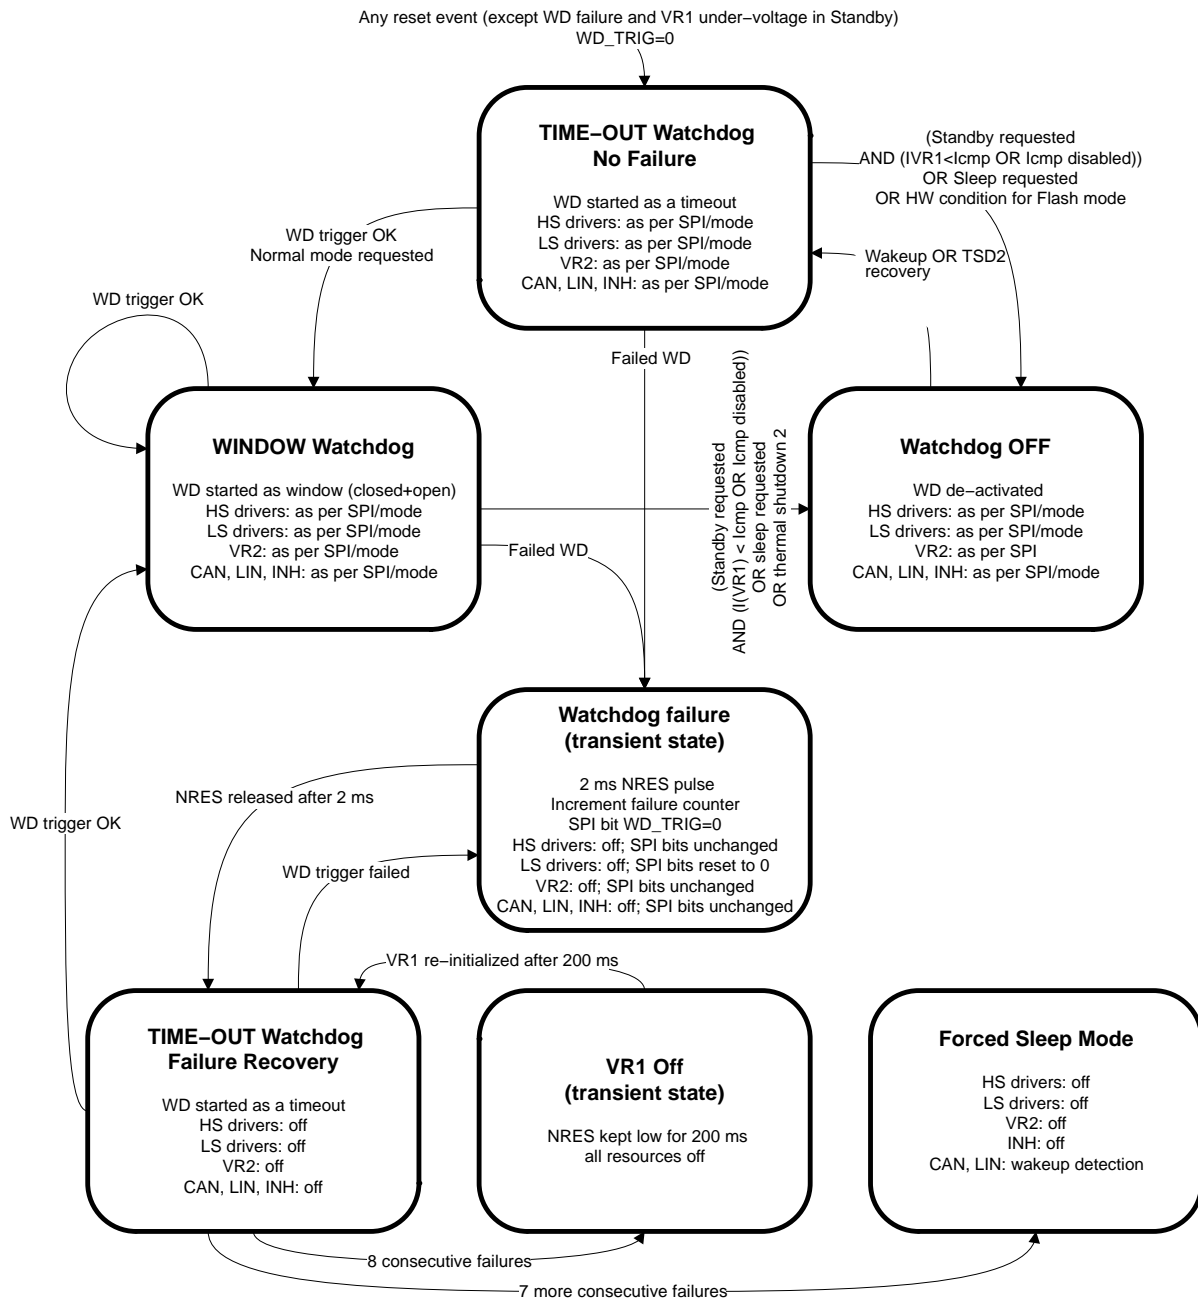 Any reset event (except WD failure and VR1 under-voltage in Standby)
WD_TRIG=0
TIME−OUT Watchdog
No Failure
WD started as a timeout
HS drivers: as per SPI/mode
LS drivers: as per SPI/mode
VR2: as per SPI/mode
CAN, LIN, INH: as per SPI/mode
(Standby requested
AND (IVR1<Icmp OR Icmp disabled))
OR Sleep requested
OR HW condition for Flash mode
WD trigger OK
Normal mode requested
Wakeup OR TSD2
recovery
WD trigger OK
Failed WD
WINDOW Watchdog
WD started as window (closed+open)
HS drivers: as per SPI/mode
LS drivers: as per SPI/mode
VR2: as per SPI/mode
CAN, LIN, INH: as per SPI/mode
(Standby requested
AND (I(VR1) < Icmp OR Icmp disabled))
OR sleep requested
OR thermal shutdown 2
Watchdog OFF
WD de−activated
HS drivers: as per SPI/mode
LS drivers: as per SPI/mode
VR2: as per SPI
CAN, LIN, INH: as per SPI/mode
Failed WD
Watchdog failure
(transient state)
2 ms NRES pulse
Increment failure counter
SPI bit WD_TRIG=0
HS drivers: off; SPI bits unchanged
LS drivers: off; SPI bits reset to 0
VR2: off; SPI bits unchanged
CAN, LIN, INH: off; SPI bits unchanged
NRES released after 2 ms
WD trigger OK
WD trigger failed
VR1 re-initialized after 200 ms
TIME−OUT Watchdog
Failure Recovery
WD started as a timeout
HS drivers: off
LS drivers: off
VR2: off
CAN, LIN, INH: off
VR1 Off
(transient state)
NRES kept low for 200 ms
all resources off
Forced Sleep Mode
HS drivers: off
LS drivers: off
VR2: off
INH: off
CAN, LIN: wakeup detection
8 consecutive failures
7 more consecutive failures